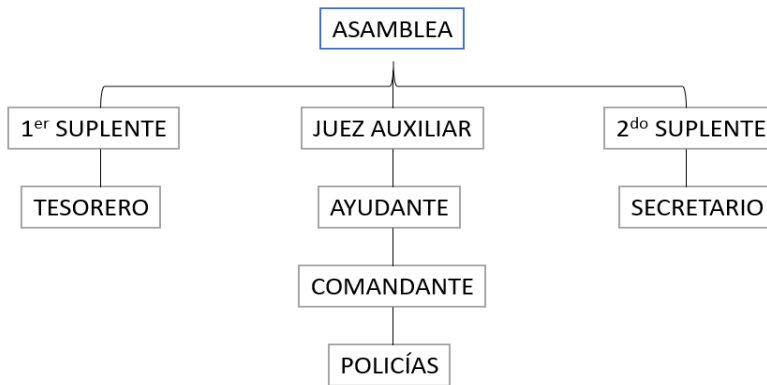 ASAMBLEA
1er SUPLENTE
JUEZ AUXILIAR
2do SUPLENTE
TESORERO
AYUDANTE
SECRETARIO
COMANDANTE
POLICÍAS